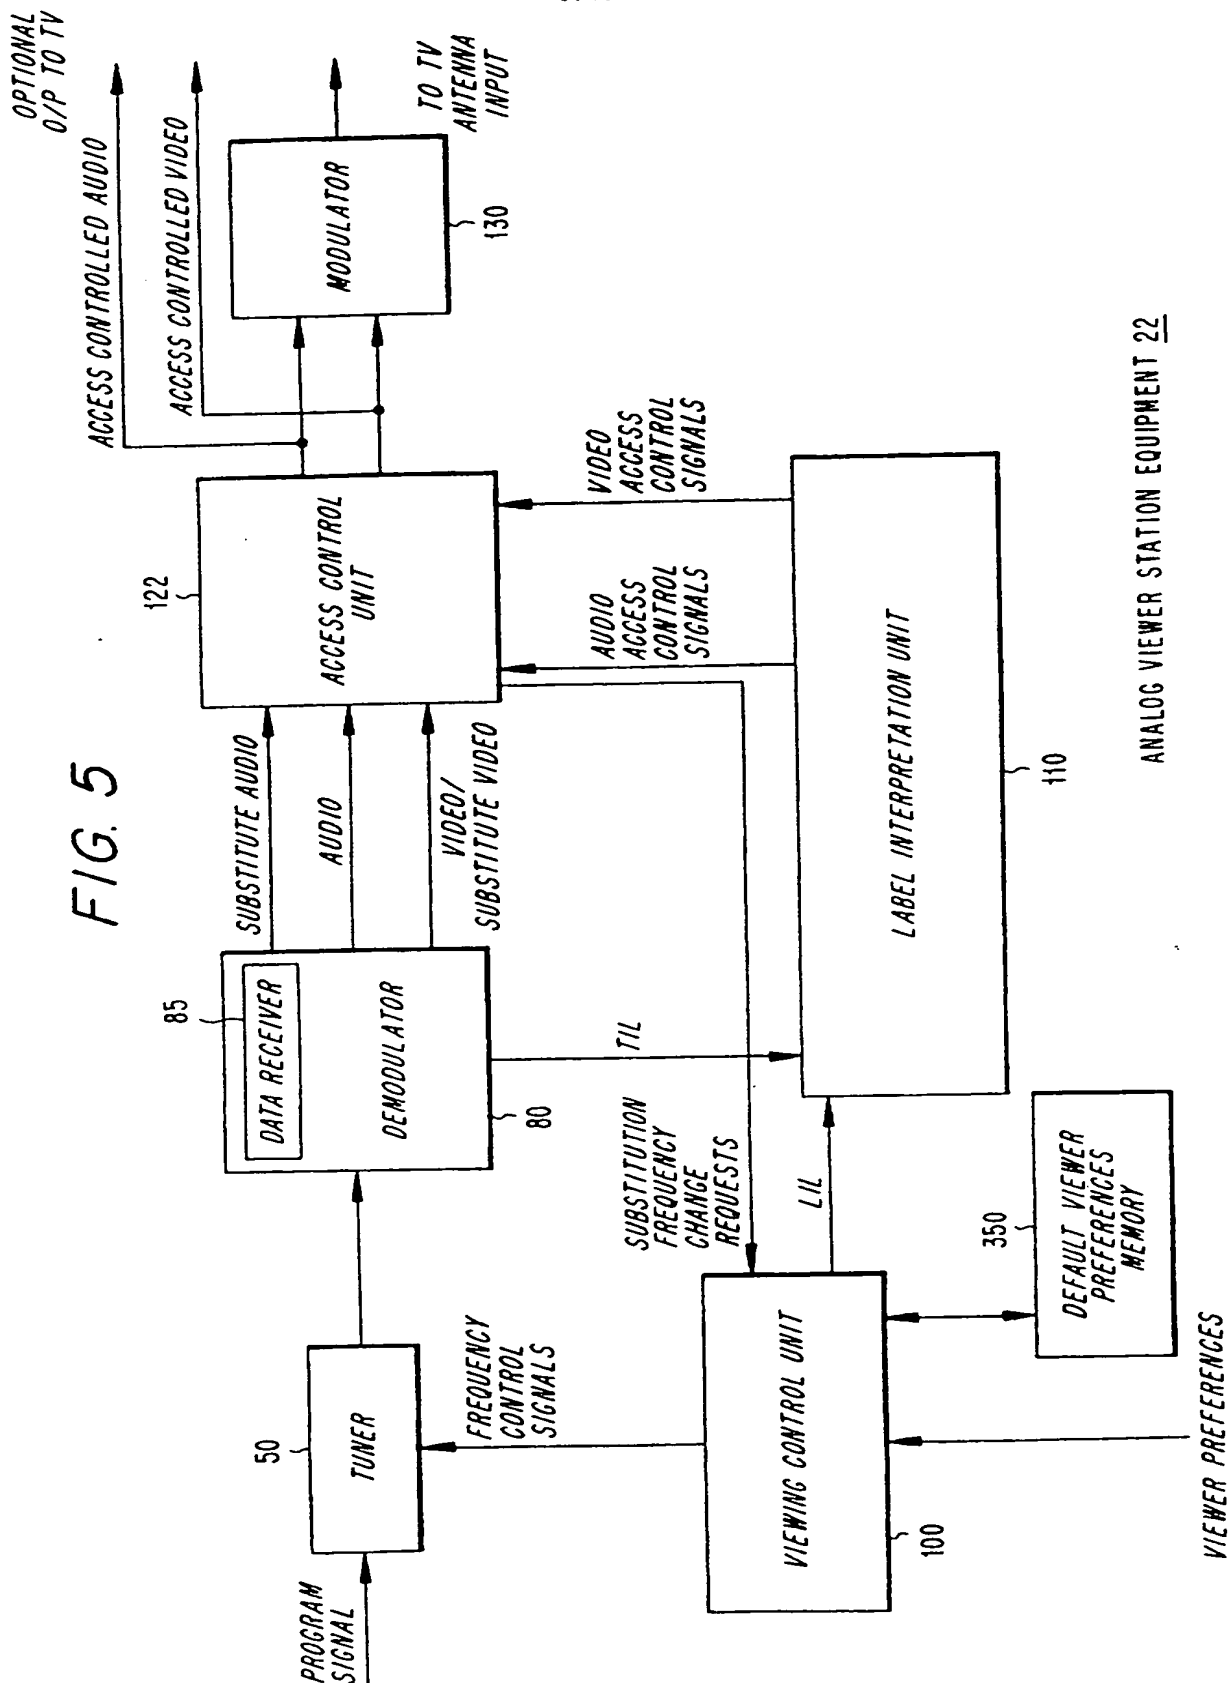 FIG. 5
OPTIONAL
O/P TO TV
ACCESS CONTROLLED AUDIO
ACCESS CONTROLLED VIDEO
TO TV
ANTENNA
INPUT
MODULATOR
130
122
ACCESS CONTROL
UNIT
SUBSTITUTE AUDIO
AUDIO
VIDEO/
SUBSTITUTE VIDEO
85
DATA RECEIVER
DEMODULATOR
80
50
TUNER
PROGRAM
SIGNAL
FREQUENCY
CONTROL
SIGNALS
SUBSTITUTION
FREQUENCY
CHANGE
REQUESTS
TIL
AUDIO
ACCESS
CONTROL
SIGNALS
VIDEO
ACCESS
CONTROL
SIGNALS
VIEWING CONTROL UNIT
100
LIL
LABEL INTERPRETATION UNIT
110
350
DEFAULT VIEWER
PREFERENCES
MEMORY
VIEWER PREFERENCES
ANALOG VIEWER STATION EQUIPMENT 22